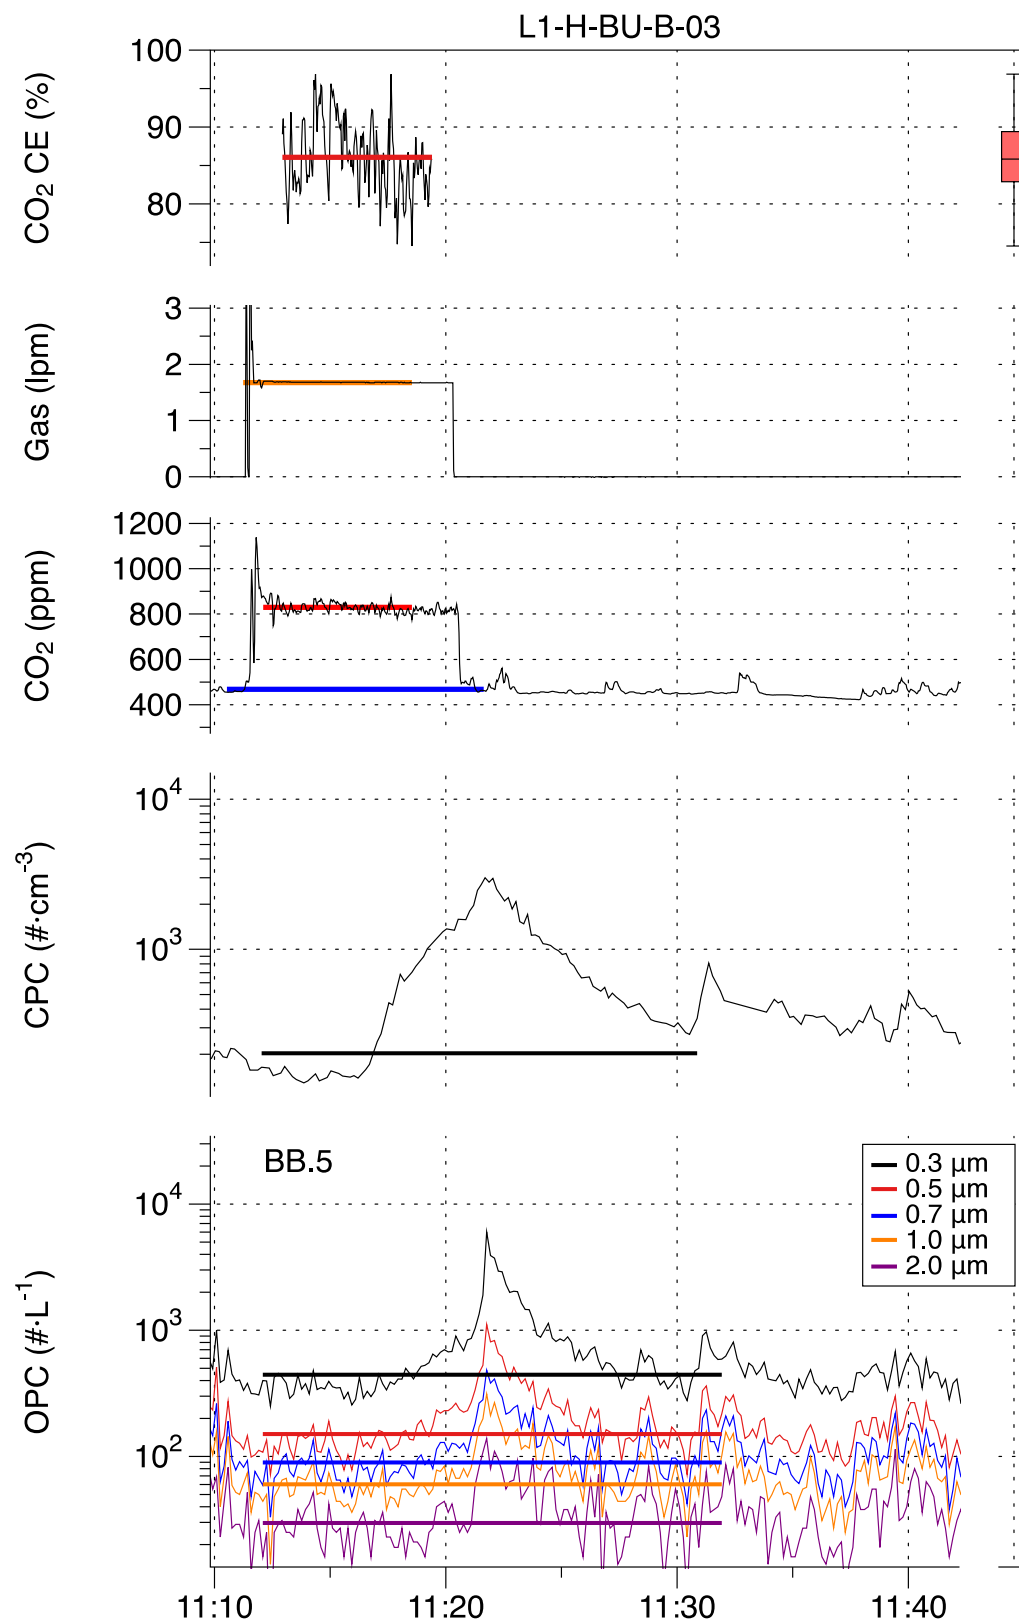 L1-H-BU-B-03
CO2 CE (%)
100
90
80
Gas (lpm)
3
2
1
0
CO2 (ppm)
1200
1000
800
600
400
CPC (#·cm-3)
10^4
10^3
OPC (#·L-1)
10^4
10^3
10^2
BB.5
0.3 µm
0.5 µm
0.7 µm
1.0 µm
2.0 µm
11:10
11:20
11:30
11:40